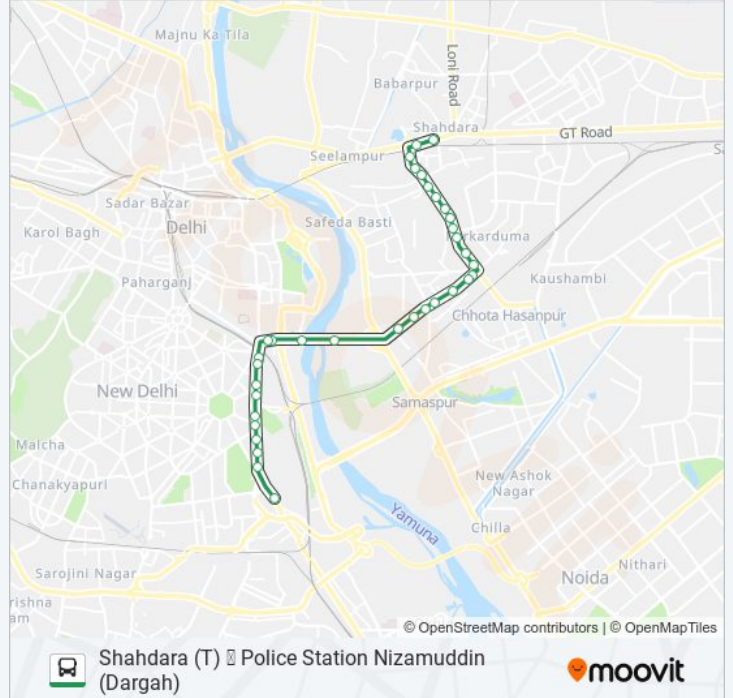 Majnu Ka Tila
Loni Road
Babarpur
Shahdara
GT Road
Seelampur
Sadar Bazar
Karol Bagh
Delhi
Safeda Basti
Kaushambi
Paharganj
Chhota Hasanpur
New Delhi
Samaspur
Malcha
Chanakyapuri
New Ashok
Nagar
Yamuna
Chilla
Sarojini Nagar
Nithari
Noida
© OpenStreetMap contributors | © OpenMapTiles
Shahdara (T) Police Station Nizamuddin
(Dargah)
moovit